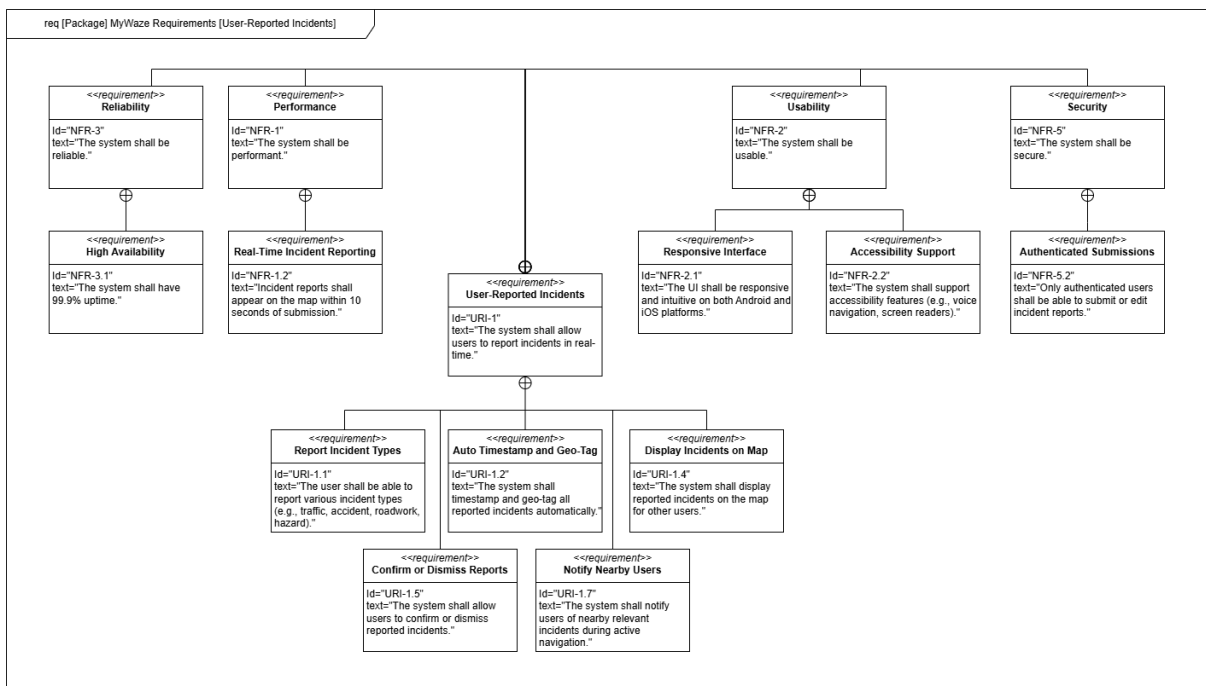 req [Package] MyWaze Requirements [User-Reported Incidents]
<<requirement>>
Reliability
Id="NFR-3"
text="The system shall be
reliable."
<<requirement>>
Performance
Id="NFR-1"
text="The system shall be
performant."
<<requirement>>
Usability
Id="NFR-2"
text="The system shall be
usable."
<<requirement>>
Security
Id="NFR-5"
text="The system shall be
secure."
<<requirement>>
High Availability
Id="NFR-3.1"
text="The system shall have
99.9% uptime."
<<requirement>>
Real-Time Incident Reporting
Id="NFR-1.2"
text="Incident reports shall
appear on the map within 10
seconds of submission."
<<requirement>>
User-Reported Incidents
Id="URI-1"
text="The system shall allow
users to report incidents in real-
time."
<<requirement>>
Responsive Interface
Id="NFR-2.1"
text="The UI shall be responsive
and intuitive on both Android and
iOS platforms."
<<requirement>>
Accessibility Support
Id="NFR-2.2"
text="The system shall support
accessibility features (e.g., voice
navigation, screen readers)."
<<requirement>>
Authenticated Submissions
Id="NFR-5.2"
text="Only authenticated users
shall be able to submit or edit
incident reports."
<<requirement>>
Report Incident Types
Id="URI-1.1"
text="The user shall be able to
report various incident types
(e.g., traffic, accident, roadwork,
hazard)."
<<requirement>>
Auto Timestamp and Geo-Tag
Id="URI-1.2"
text="The system shall
timestamp and geo-tag all
reported incidents automatically."
<<requirement>>
Display Incidents on Map
Id="URI-1.4"
text="The system shall display
reported incidents on the map
for other users."
<<requirement>>
Confirm or Dismiss Reports
Id="URI-1.5"
text="The system shall allow
users to confirm or dismiss
reported incidents."
<<requirement>>
Notify Nearby Users
Id="URI-1.7"
text="The system shall notify
users of nearby relevant
incidents during active
navigation."